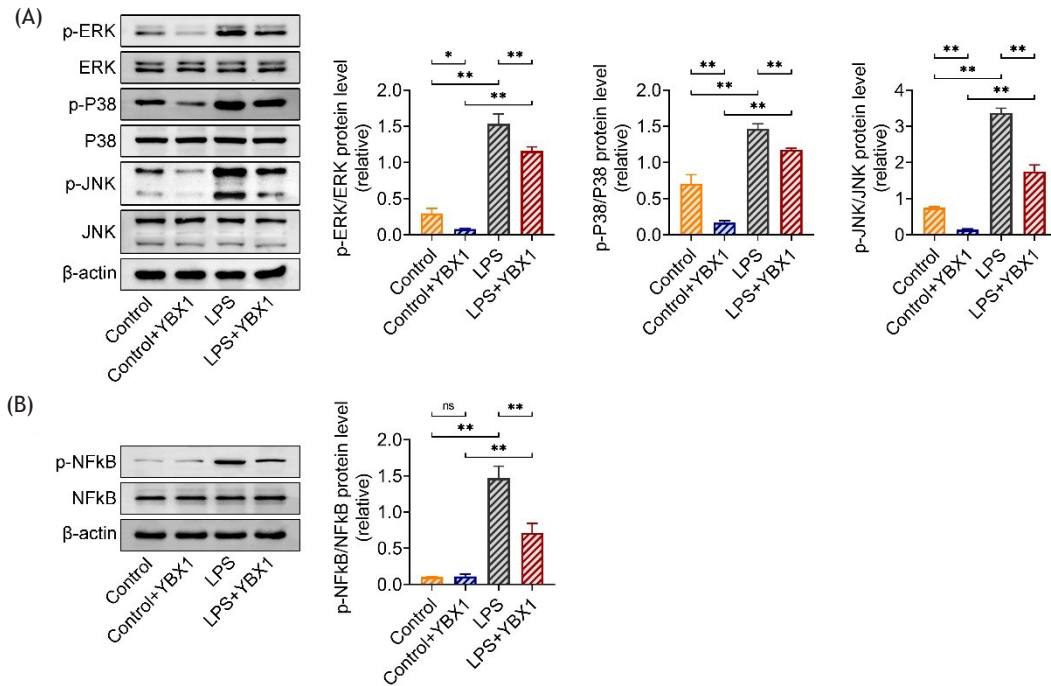 (A)
p-ERK
ERK
p-P38
P38
p-JNK
JNK
β-actin
Control
Control+YBX1
LPS
LPS+YBX1
p-ERK/ERK protein level
(relative)
2.0
1.5
1.0
0.5
0.0
*
**
**
**
Control
Control+YBX1
LPS
LPS+YBX1
p-P38/P38 protein level
(relative)
2.0
1.5
1.0
0.5
0.0
**
**
**
**
Control
Control+YBX1
LPS
LPS+YBX1
p-JNK/JNK protein level
(relative)
4
3
2
1
0
**
**
**
**
Control
Control+YBX1
LPS
LPS+YBX1
(B)
p-NFkB
NFkB
β-actin
Control
Control+YBX1
LPS
LPS+YBX1
p-NFkB/NFkB protein level
(relative)
2.0
1.5
1.0
0.5
0.0
ns
**
**
**
Control
Control+YBX1
LPS
LPS+YBX1